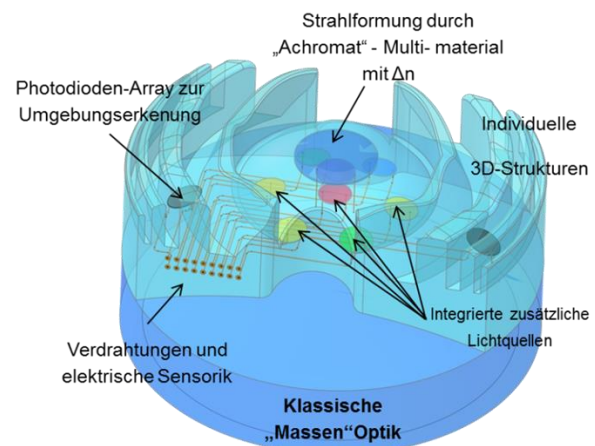 Strahlformung durch
„Achromat“ - Multi- material
mit Δn
Photodioden-Array zur
Umgebungserkenung
Individuelle
3D-Strukturen
Integrierte zusätzliche
Lichtquellen
Verdrahtungen und
elektrische Sensorik
Klassische
„Massen“Optik